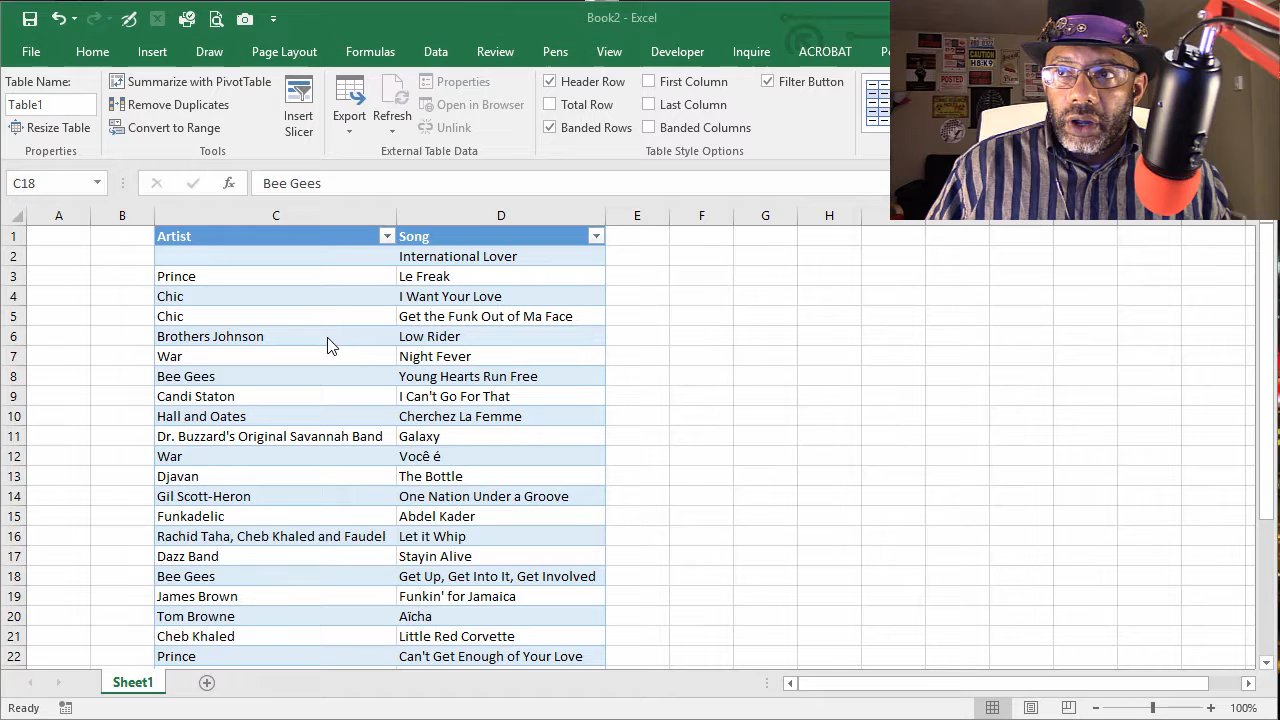 Book2 - Excel
File Home Insert Draw Page Layout Formulas Data Review Pens View Developer Inquire ACROBAT
Table Name:
Table1
Resize Table
Properties
Summarize with PivotTable
Remove Duplicates
Convert to Range
Tools
Insert Slicer
Export Refresh
Properties
Open in Browser
Unlink
External Table Data
Header Row First Column Filter Button
Total Row Last Column
Banded Rows Banded Columns
Table Style Options
C18 fx Bee Gees
A B C D E F G H
1 Artist Song
2 International Lover
3 Prince Le Freak
4 Chic I Want Your Love
5 Chic Get the Funk Out of Ma Face
6 Brothers Johnson Low Rider
7 War Night Fever
8 Bee Gees Young Hearts Run Free
9 Candi Staton I Can't Go For That
10 Hall and Oates Cherchez La Femme
11 Dr. Buzzard's Original Savannah Band Galaxy
12 War Você é
13 Djavan The Bottle
14 Gil Scott-Heron One Nation Under a Groove
15 Funkadelic Abdel Kader
16 Rachid Taha, Cheb Khaled and Faudel Let it Whip
17 Dazz Band Stayin Alive
18 Bee Gees Get Up, Get Into It, Get Involved
19 James Brown Funkin' for Jamaica
20 Tom Browne Aïcha
21 Cheb Khaled Little Red Corvette
22 Prince Can't Get Enough of Your Love
Sheet1
Ready 100%
POSTED